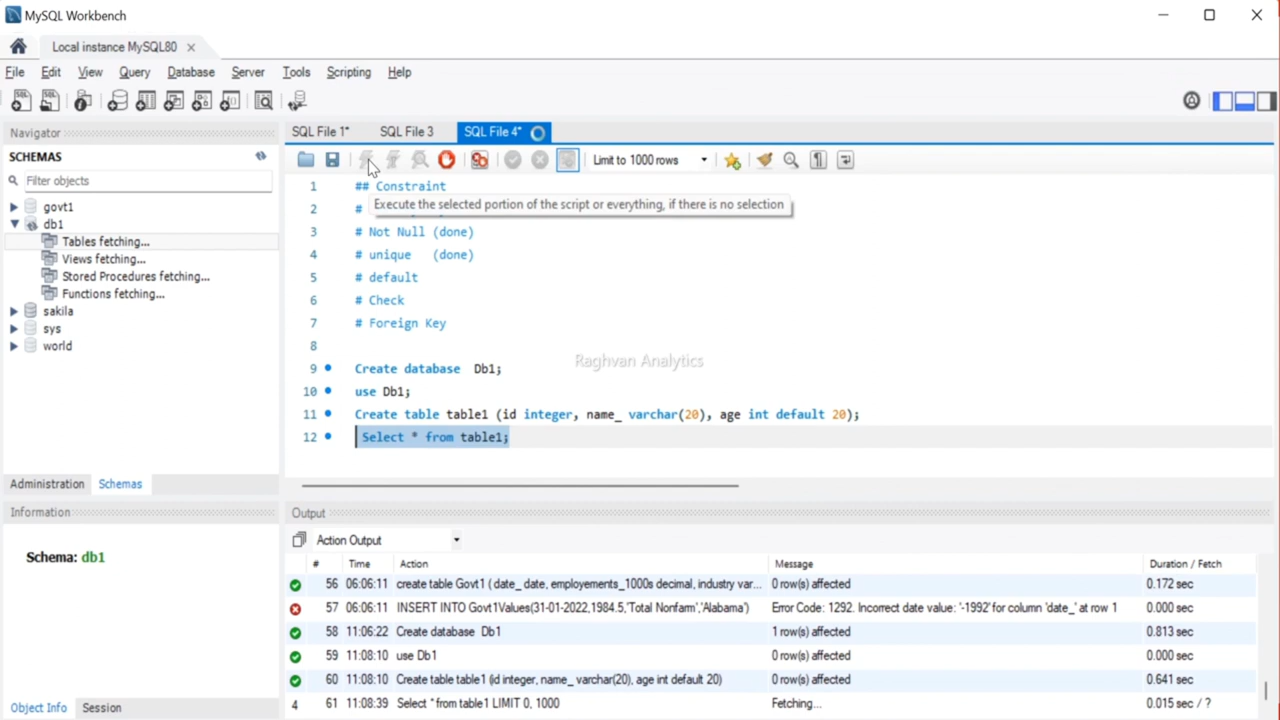 MySQL Workbench
Local instance MySQL80
File Edit View Query Database Server Tools Scripting Help
Navigator
SCHEMAS
Filter objects
govt1
db1
Tables fetching...
Views fetching...
Stored Procedures fetching...
Functions fetching...
sakila
sys
world
Administration Schemas
Information
Schema: db1
Object Info Session
SQL File 1* SQL File 3 SQL File 4*
Limit to 1000 rows
1 ## Constraint
Execute the selected portion of the script or everything, if there is no selection
2 #
3 # Not Null (done)
4 # unique (done)
5 # default
6 # Check
7 # Foreign Key
8
Raghvan Analytics
9 Create database Db1;
10 use Db1;
11 Create table table1 (id integer, name_ varchar(20), age int default 20);
12 Select * from table1;
Output
Action Output
# Time Action Message Duration / Fetch
56 06:06:11 create table Govt1 ( date_ date, employements_1000s decimal, industry var... 0 row(s) affected 0.172 sec
57 06:06:11 INSERT INTO Govt1Values(31-01-2022,1984.5,'Total Nonfarm','Alabama') Error Code: 1292. Incorrect date value: '-1992' for column 'date_' at row 1 0.000 sec
58 11:06:22 Create database Db1 1 row(s) affected 0.813 sec
59 11:08:10 use Db1 0 row(s) affected 0.000 sec
60 11:08:10 Create table table1 (id integer, name_ varchar(20), age int default 20) 0 row(s) affected 0.641 sec
4 61 11:08:39 Select * from table1 LIMIT 0, 1000 Fetching... 0.015 sec / ?